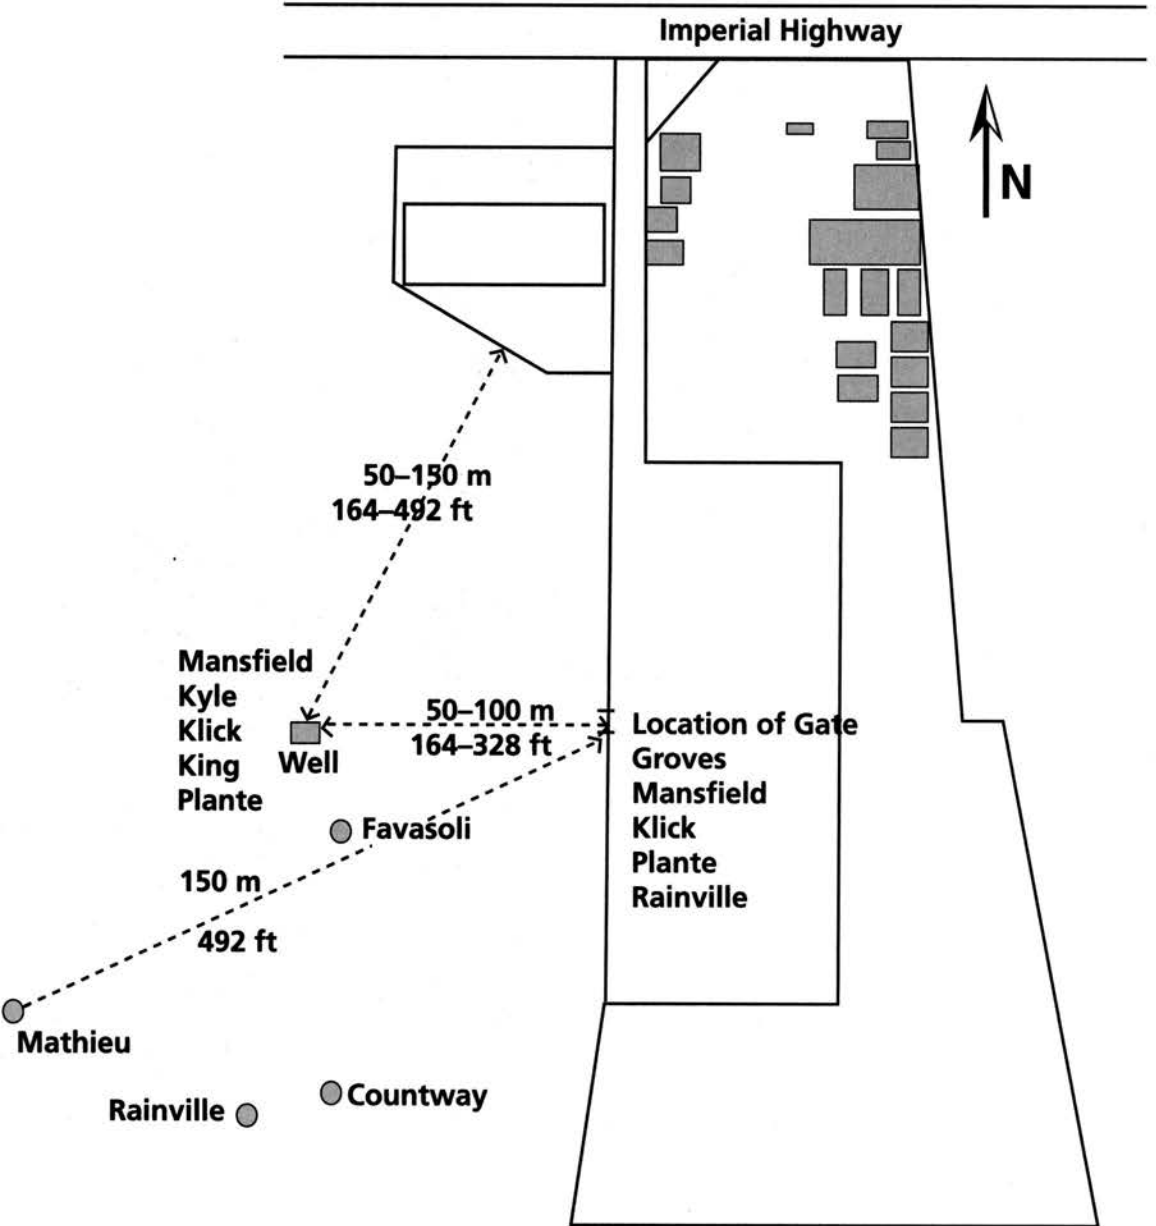 Imperial Highway
N
50–150 m
164–492 ft
Mansfield
Kyle
Klick
King
Plante
Well
50–100 m
164–328 ft
Location of Gate
Groves
Mansfield
Klick
Plante
Rainville
Favasoli
150 m
492 ft
Mathieu
Rainville
Countway